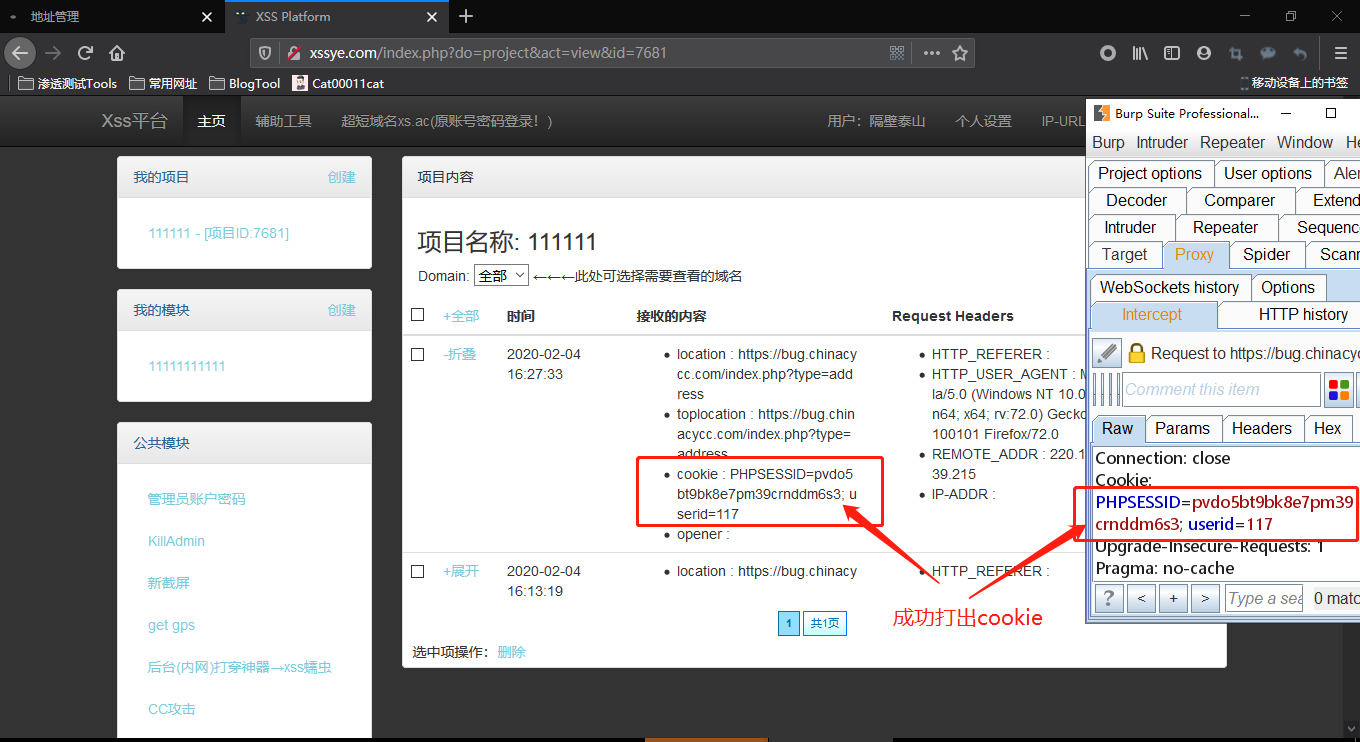 地址管理
XSS Platform
xssye.com/index.php?do=project&act=view&id=7681
渗透测试Tools
常用网址
BlogTool
Cat00011cat
移动设备上的书签
Xss平台
主页
辅助工具
超短域名xs.ac(原账号密码登录！)
用户：隔壁泰山
个人设置
IP-URL
我的项目
创建
111111 - [项目ID:7681]
我的模块
创建
11111111111
公共模块
管理员账户密码
KillAdmin
新截屏
get gps
后台(内网)打穿神器→xss蠕虫
CC攻击
项目内容
项目名称: 111111
Domain: 全部 ←←←此处可选择需要查看的域名
+全部
时间
接收的内容
Request Headers
-折叠
2020-02-04
16:27:33
location : https://bug.chinacy
cc.com/index.php?type=add
ress
toplocation : https://bug.chin
acycc.com/index.php?type=
address
cookie : PHPSESSID=pvdo5
bt9bk8e7pm39crnddm6s3; u
serid=117
opener :
HTTP_REFERER :
HTTP_USER_AGENT :
la/5.0 (Windows NT 10.0
n64; x64; rv:72.0) Gecko
100101 Firefox/72.0
REMOTE_ADDR : 220.1
39.215
IP-ADDR :
+展开
2020-02-04
16:13:19
location : https://bug.chinacy
HTTP_REFERER :
1
共1页
选中项操作：
删除
成功打出cookie
Burp Suite Professional...
Burp
Intruder
Repeater
Window
He
Project options
User options
Aler
Decoder
Comparer
Extend
Intruder
Repeater
Sequenc
Target
Proxy
Spider
Scann
WebSockets history
Options
Intercept
HTTP history
Request to https://bug.chinacyc
Comment this item
Raw
Params
Headers
Hex
Connection: close
Cookie:
PHPSESSID=pvdo5bt9bk8e7pm39
crnddm6s3; userid=117
Upgrade-Insecure-Requests: 1
Pragma: no-cache
?
<
+
>
Type a sea
0 matc